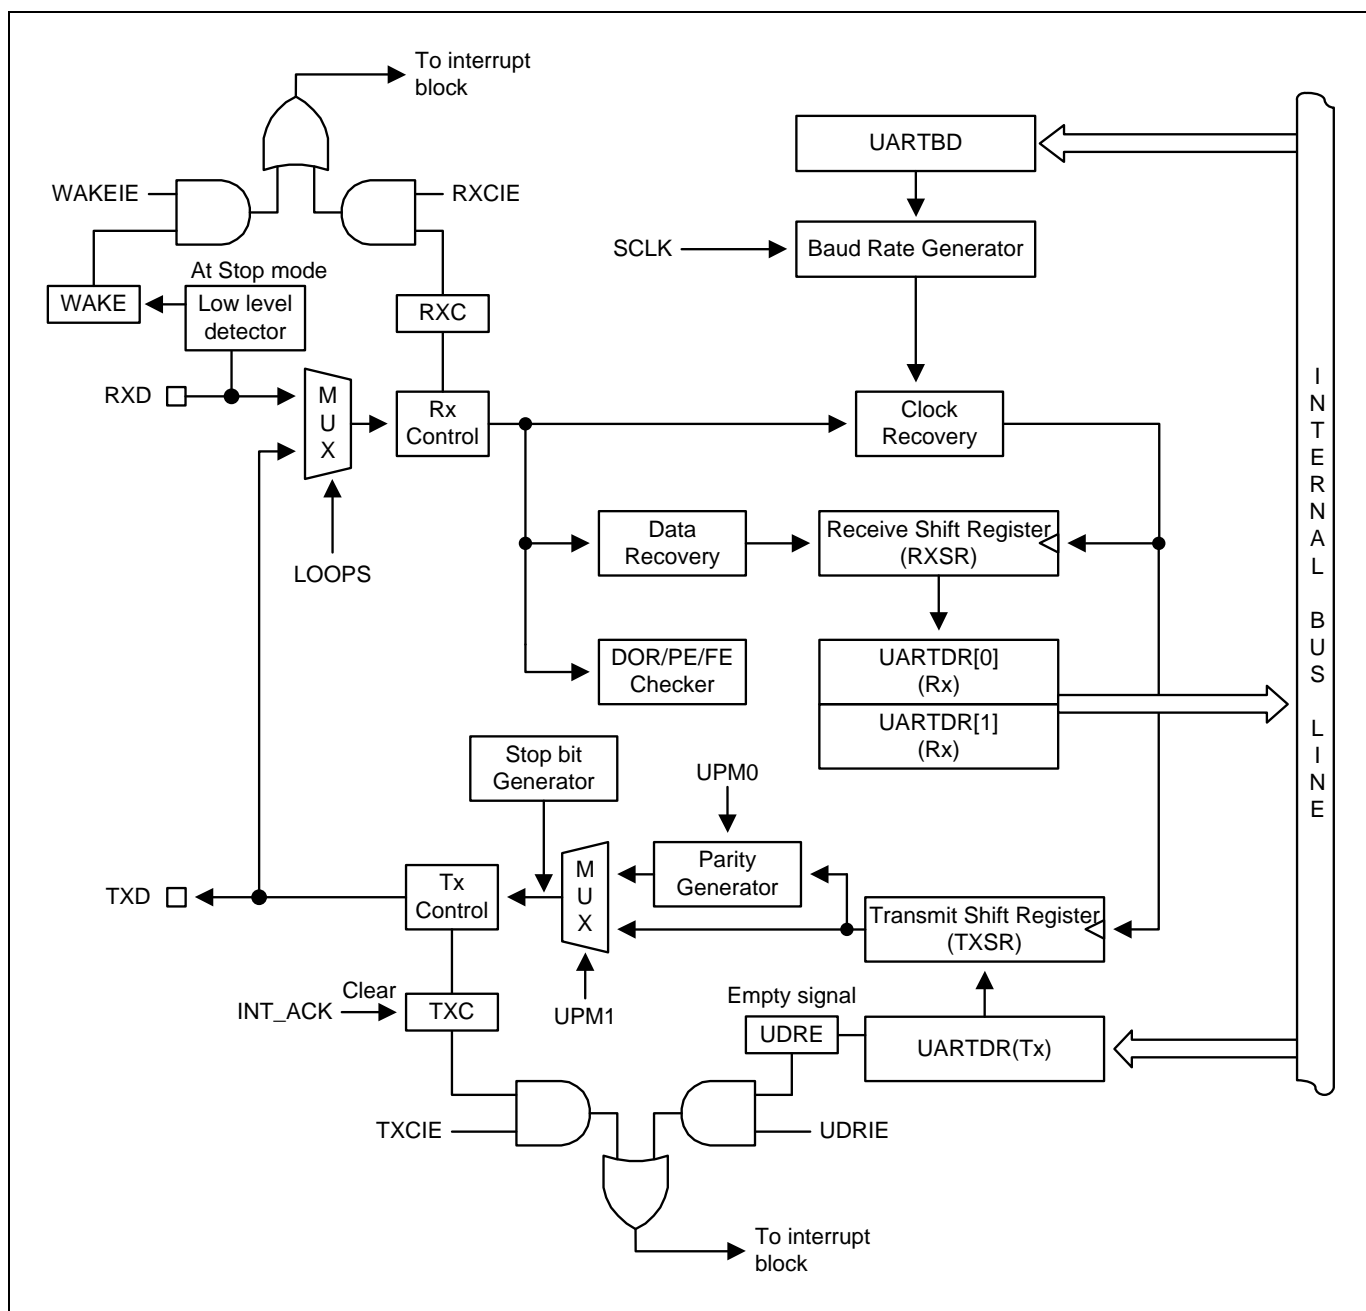 To interrupt
block
UARTBD
WAKEIE
RXCIE
SCLK
Baud Rate Generator
At Stop mode
WAKE
Low level
detector
RXC
RXD
M
U
X
Rx
Control
Clock
Recovery
LOOPS
Data
Recovery
Receive Shift Register
(RXSR)
DOR/PE/FE
Checker
UARTDR[0]
(Rx)
UARTDR[1]
(Rx)
INTERNAL BUS LINE
Stop bit
Generator
UPM0
TXD
Tx
Control
M
U
X
Parity
Generator
Transmit Shift Register
(TXSR)
INT_ACK
Clear
TXC
UPM1
Empty signal
UDRE
UARTDR(Tx)
TXCIE
UDRIE
To interrupt
block